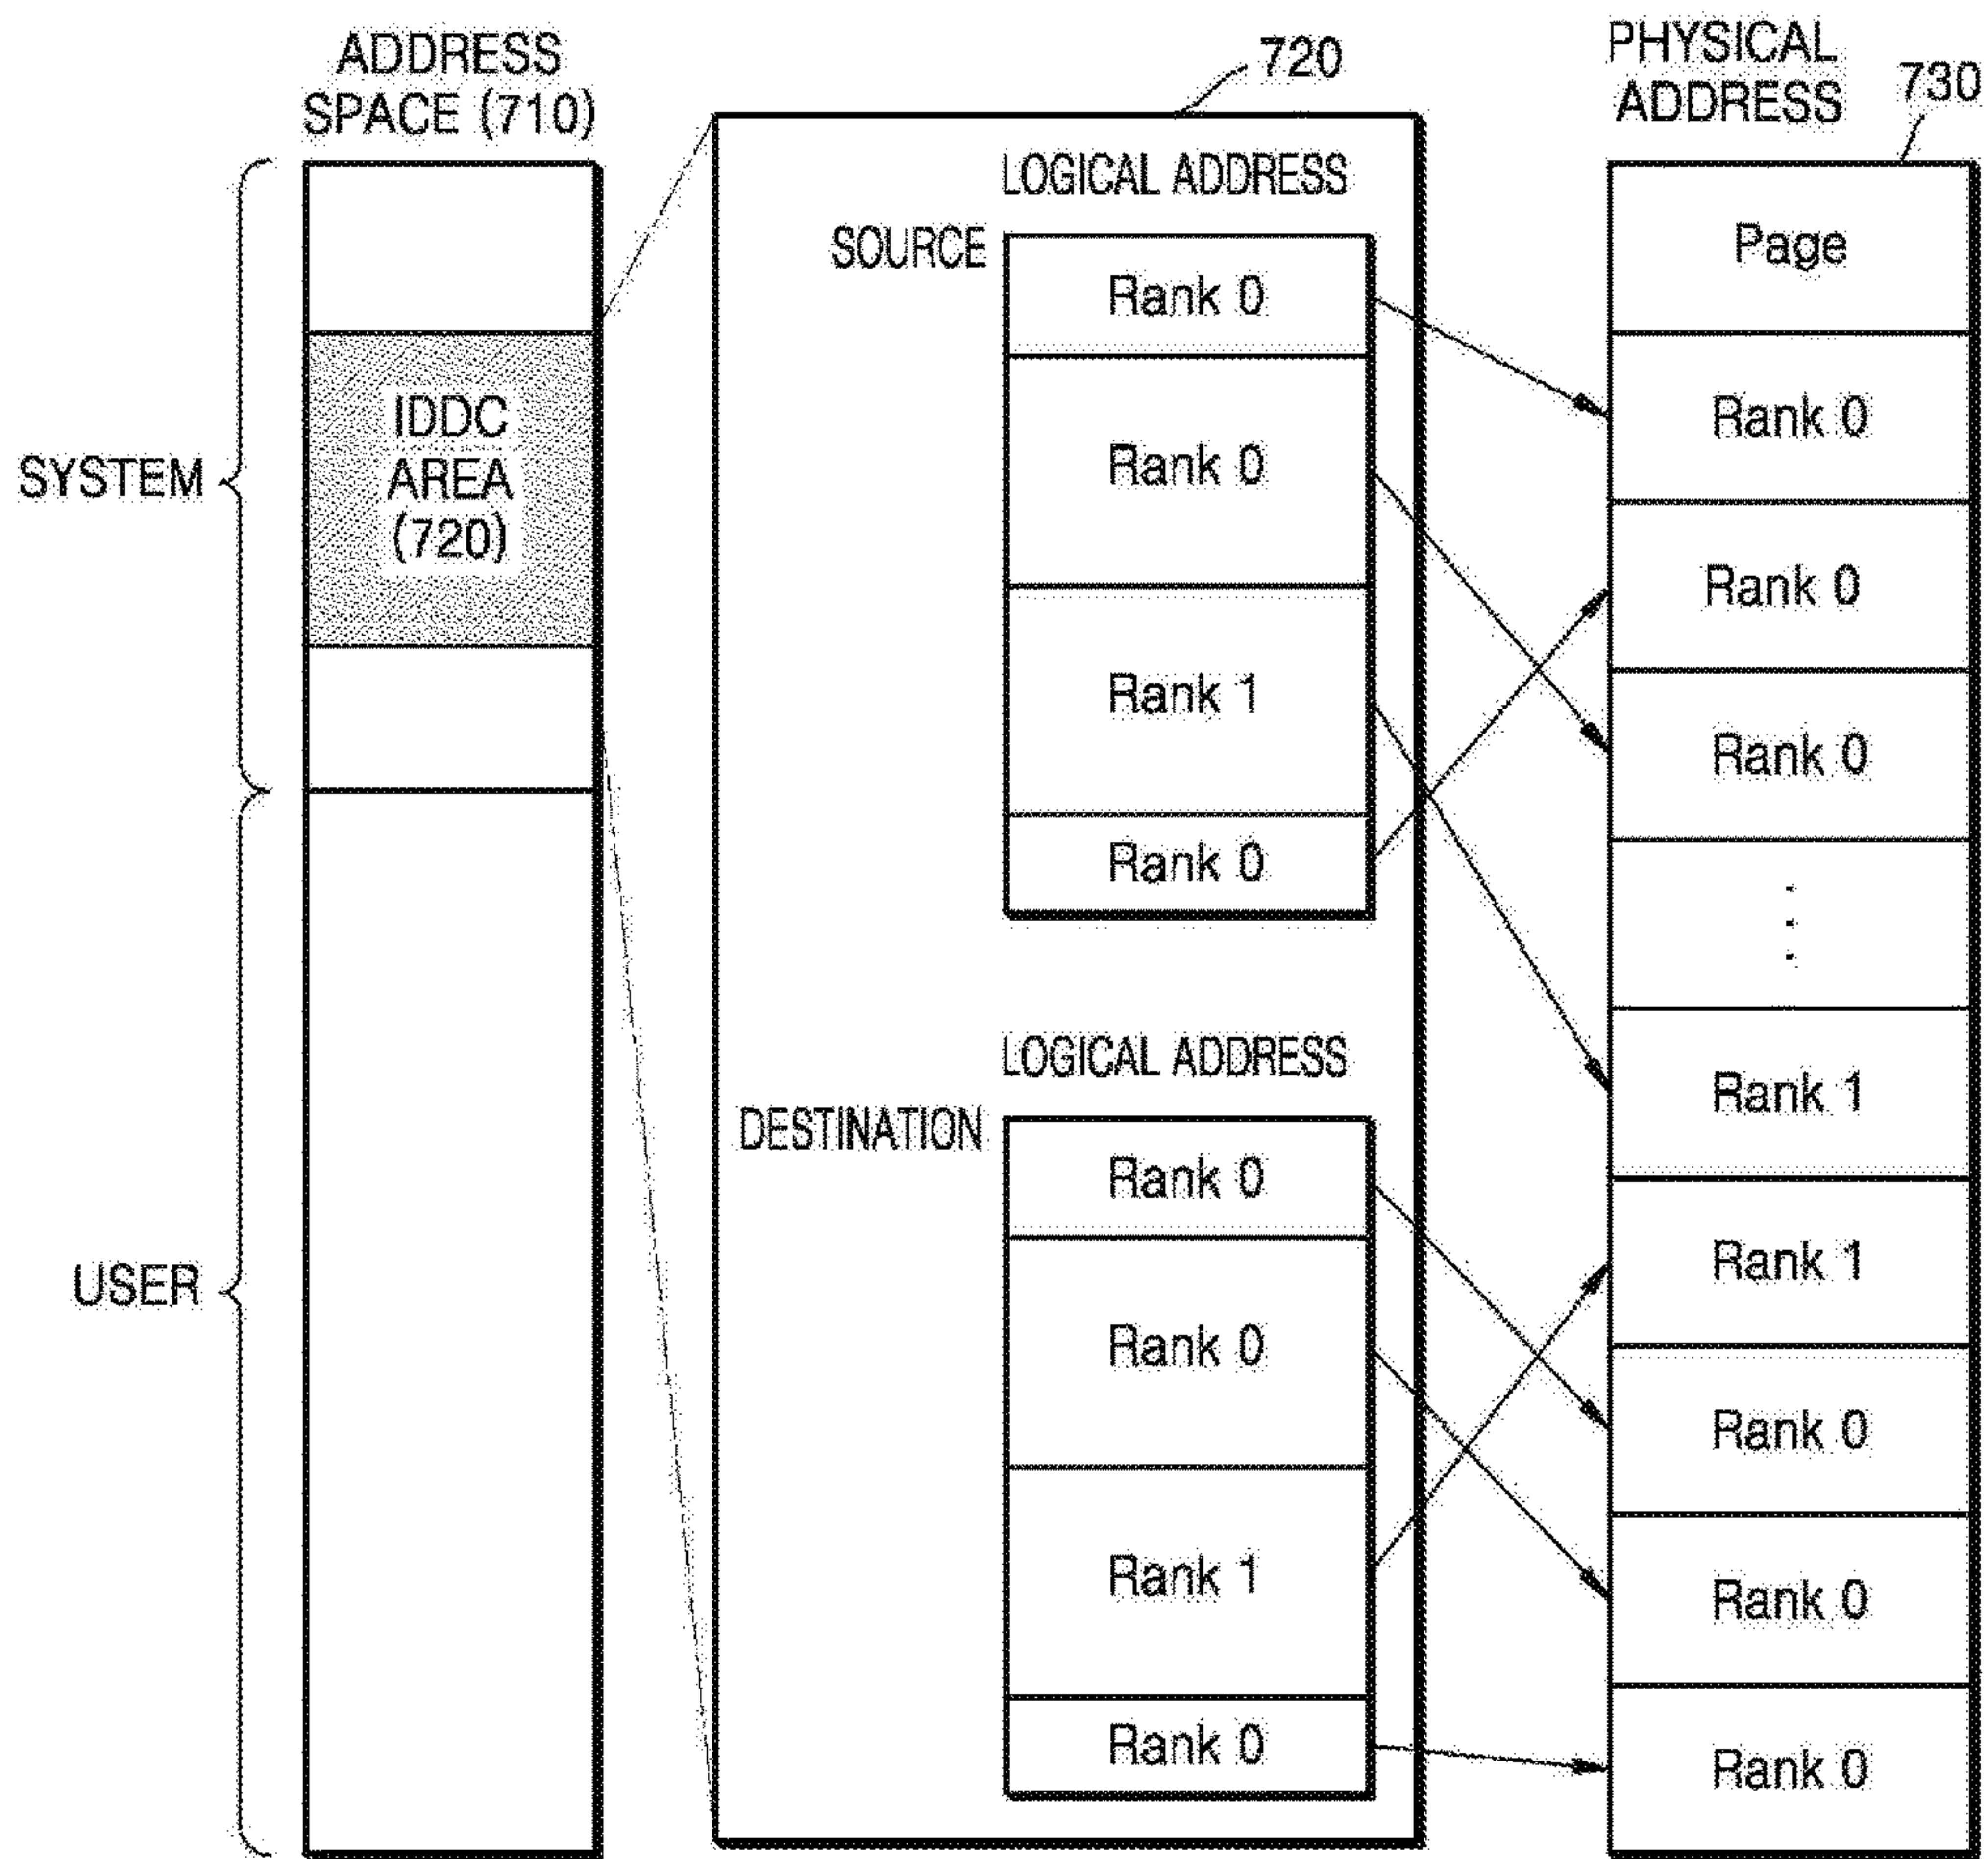 ADDRESS
SPACE (710)
SYSTEM
IDDC
AREA
(720)
USER
720
LOGICAL ADDRESS
SOURCE
Rank 0
Rank 0
Rank 1
Rank 0
LOGICAL ADDRESS
DESTINATION
Rank 0
Rank 0
Rank 1
Rank 0
PHYSICAL
ADDRESS
730
Page
Rank 0
Rank 0
Rank 0
Rank 1
Rank 1
Rank 0
Rank 0
Rank 0